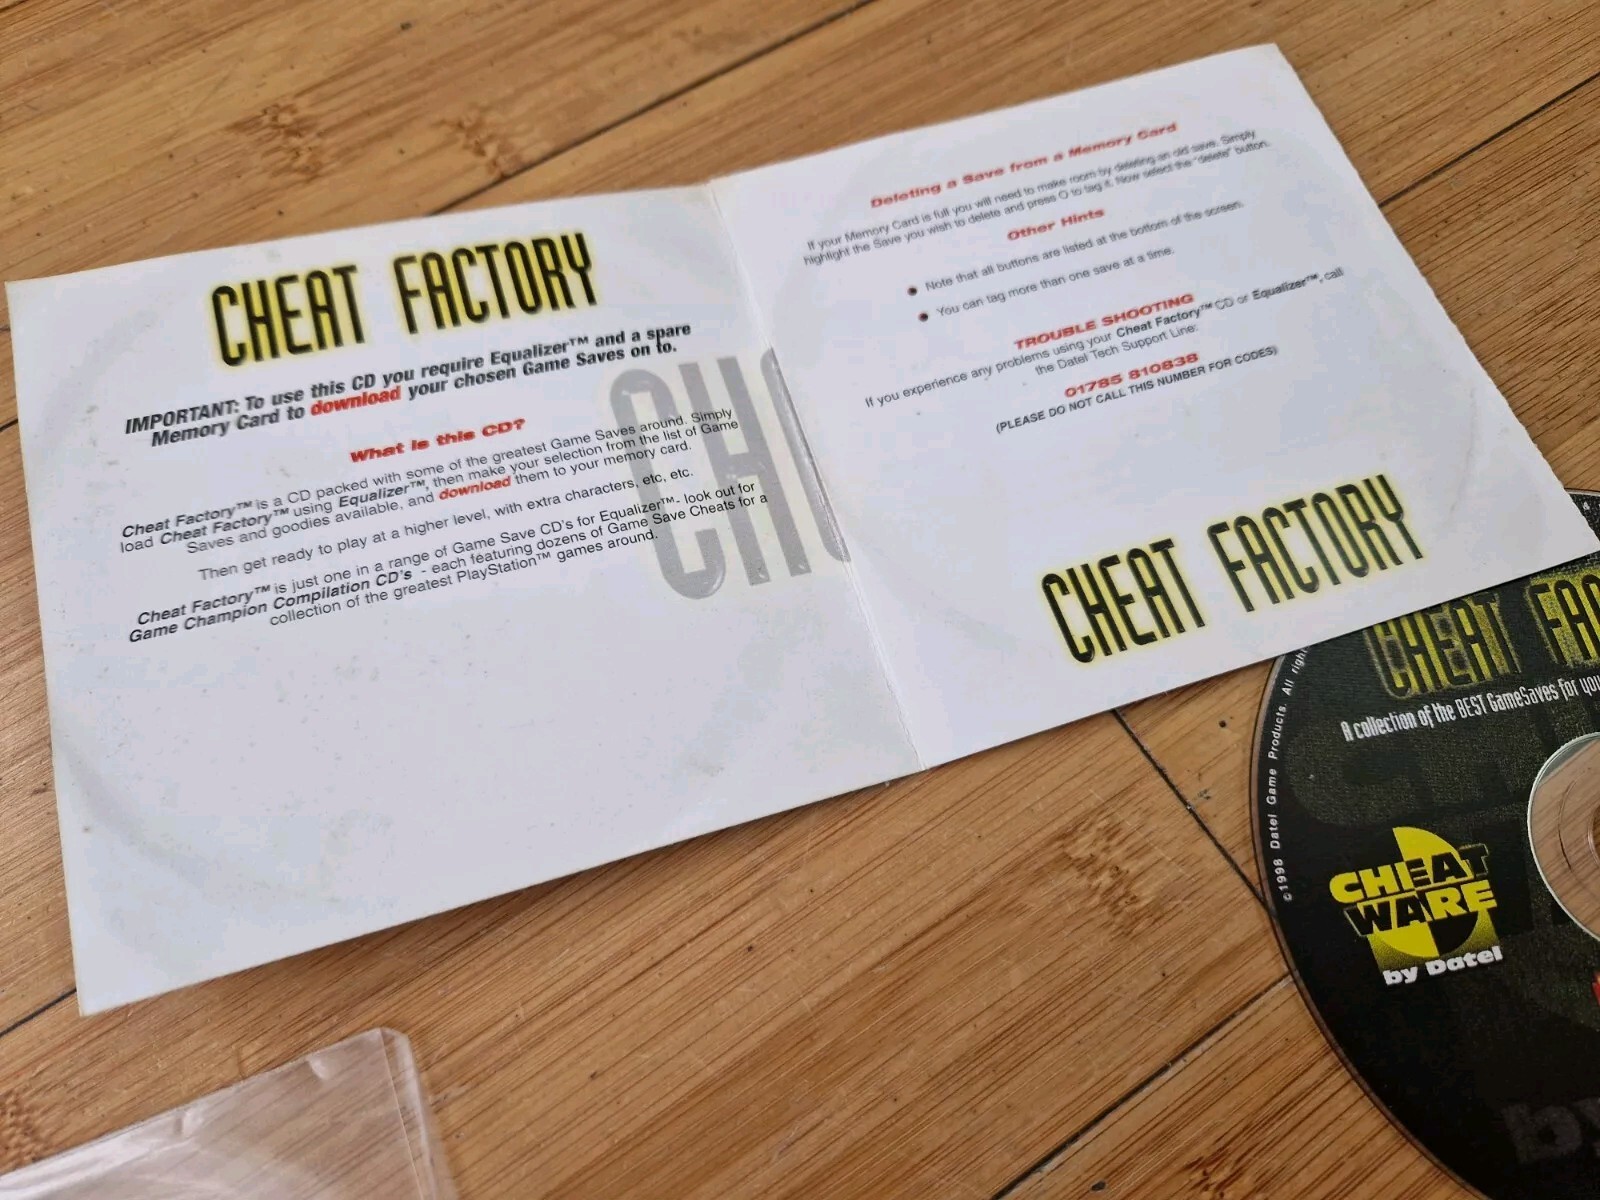 CHEAT FACTORY
IMPORTANT: To use this CD you require Equalizer™ and a spare
Memory Card to download your chosen Game Saves on to.
What is this CD?
Cheat Factory™ is a CD packed with some of the greatest Game Saves around. Simply
load Cheat Factory™ using Equalizer™, then make your selection from the list of Game
Saves and goodies available, and download them to your memory card.
Then get ready to play at a higher level, with extra characters, etc, etc.
Cheat Factory™ is just one in a range of Game Save CD's for Equalizer™- look out for
Game Champion Compilation CD's - each featuring dozens of Game Save Cheats for a
collection of the greatest PlayStation™ games around.
CH
Deleting a Save from a Memory Card
If your Memory Card is full you will need to make room by deleting an old save. Simply
highlight the Save you wish to delete and press O to tag it. Now select the "delete" button.
Other Hints
• Note that all buttons are listed at the bottom of the screen.
• You can tag more than one save at a time.
TROUBLE SHOOTING
If you experience any problems using your Cheat Factory™ CD or Equalizer™, call
the Datel Tech Support Line:
01785 810838
(PLEASE DO NOT CALL THIS NUMBER FOR CODES)
CHEAT FACTORY
CHEAT FAC
A collection of the BEST GameSaves for you
©1998 Datel Game Products. All righ
CHEAT
WARE
by Datel
by